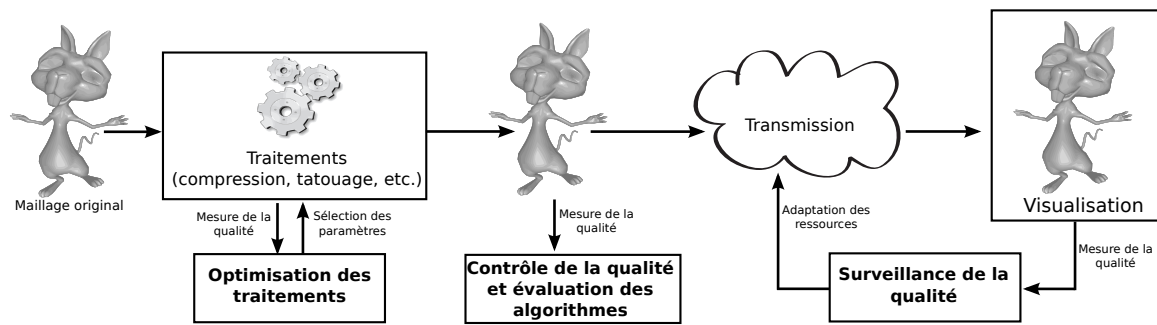 Maillage original
Traitements
(compression, tatouage, etc.)
Mesure de la
qualité
Sélection des
paramètres
Optimisation des
traitements
Mesure de la
qualité
Contrôle de la qualité
et évaluation des
algorithmes
Transmission
Adaptation des
ressources
Surveillance de la
qualité
Visualisation
Mesure de la
qualité